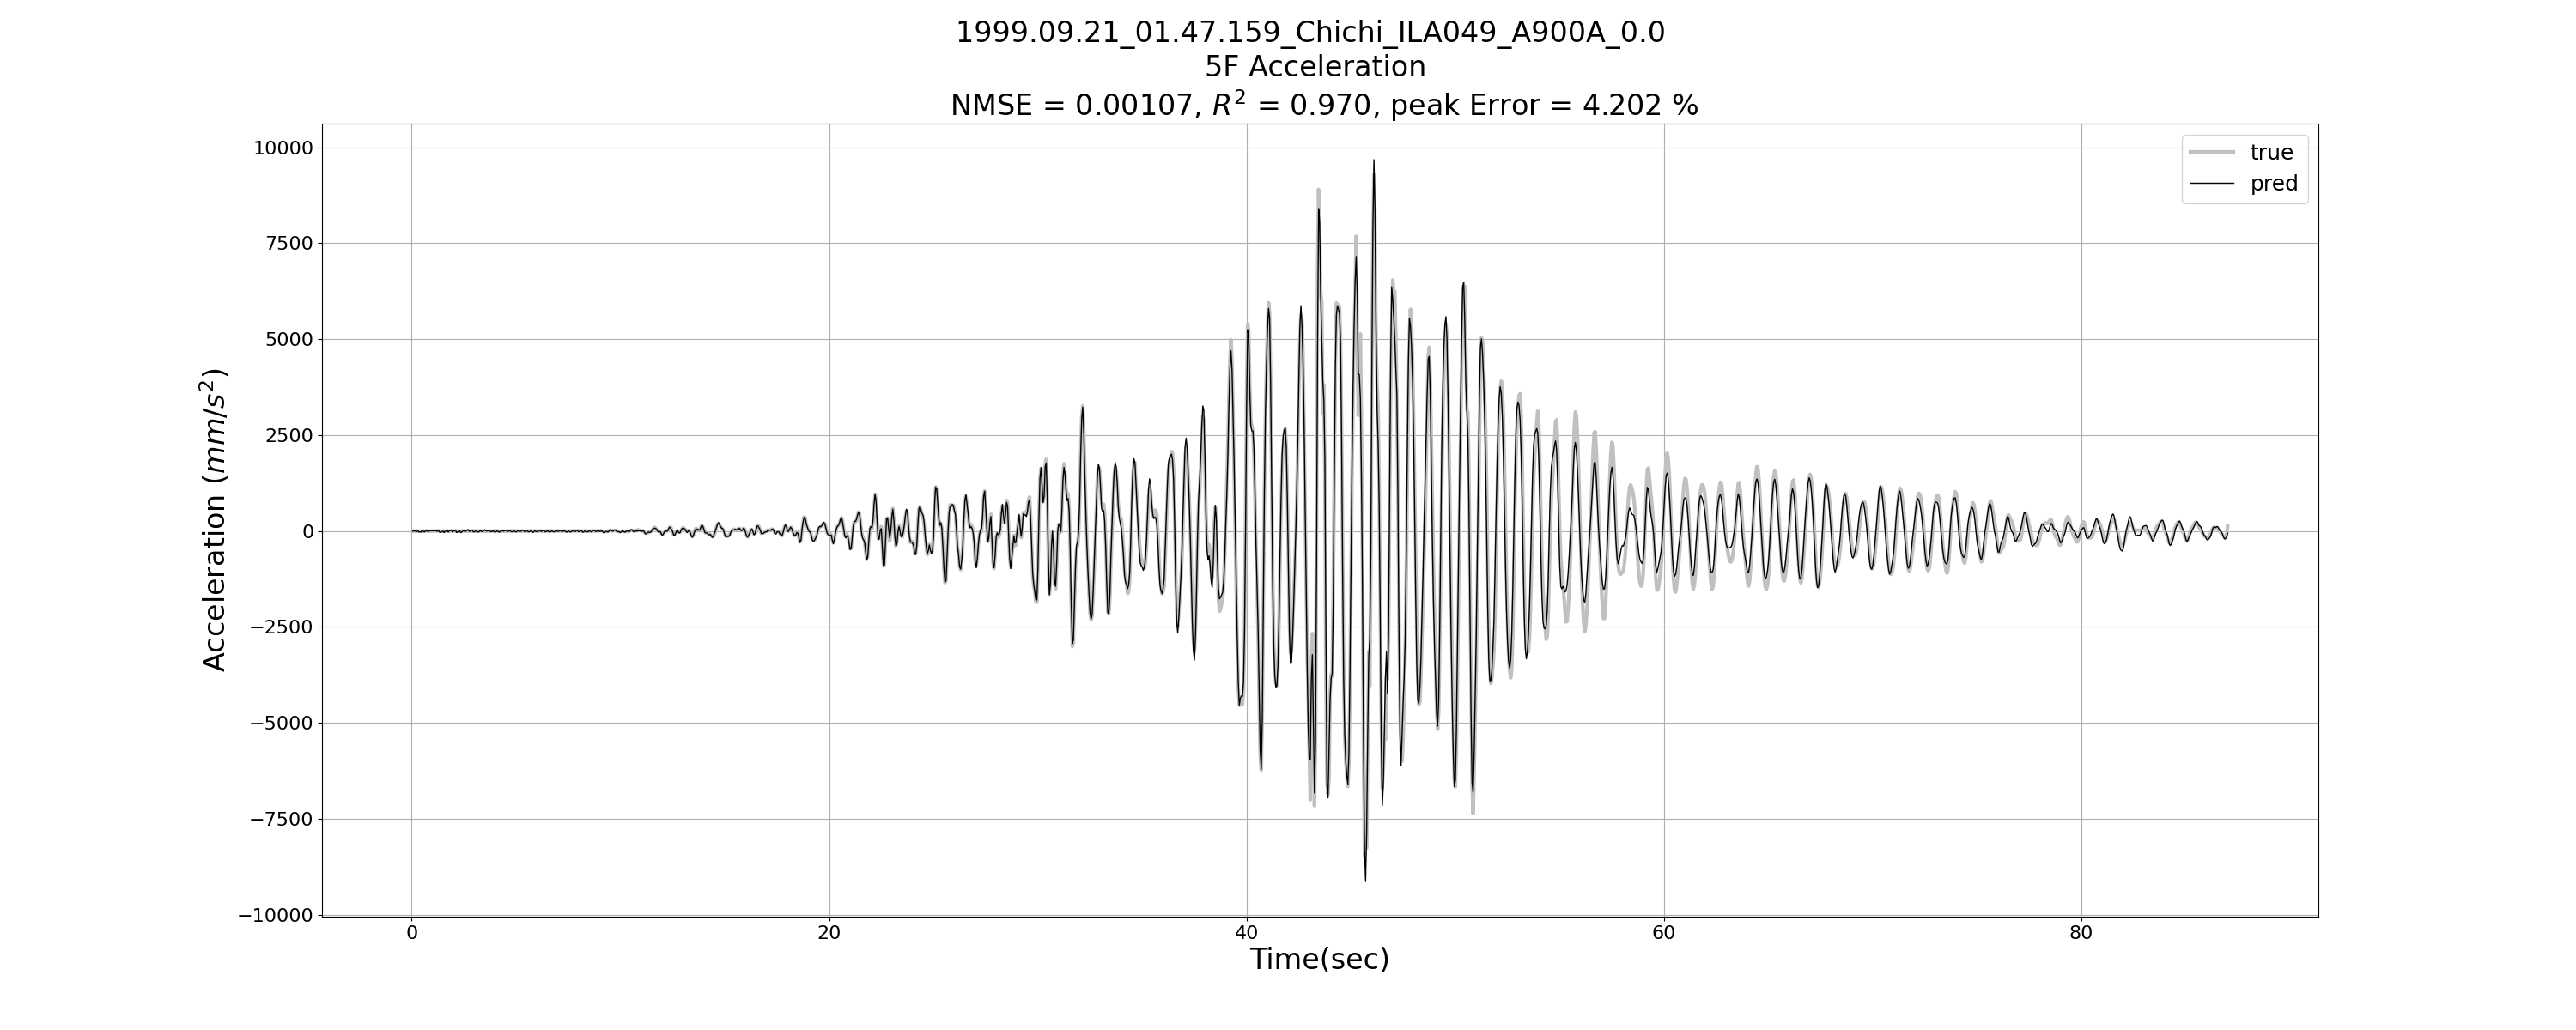 1999.09.21_01.47.159_Chichi_ILA049_A900A_0.0
5F Acceleration
NMSE = 0.00107, R² = 0.970, peak Error = 4.202 %
true
pred
10000
7500
5000
2500
0
−2500
−5000
−7500
−10000
Acceleration (mm/s²)
0 20 40 60 80
Time(sec)